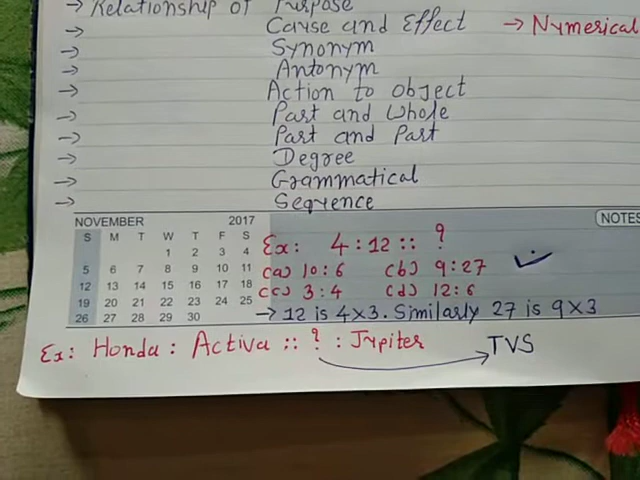 → Relationship of Purpose
Cause and Effect → Numerical
→ Synonym
→ Antonym
→ Action to object
→ Part and Whole
→ Part and Part
→ Degree
→ Grammatical
→ Sequence
NOVEMBER 2017
NOTES
S M T W T F S
1 2 3 4
5 6 7 8 9 10 11
12 13 14 15 16 17 18
19 20 21 22 23 24 25
26 27 28 29 30
Ex: 4 : 12 :: ?
(a) 10 : 6 (b) 9 : 27
(c) 3 : 4 (d) 12 : 6
→ 12 is 4×3. Similarly 27 is 9×3
Ex: Honda : Activa :: ? : Jupiter → TVS